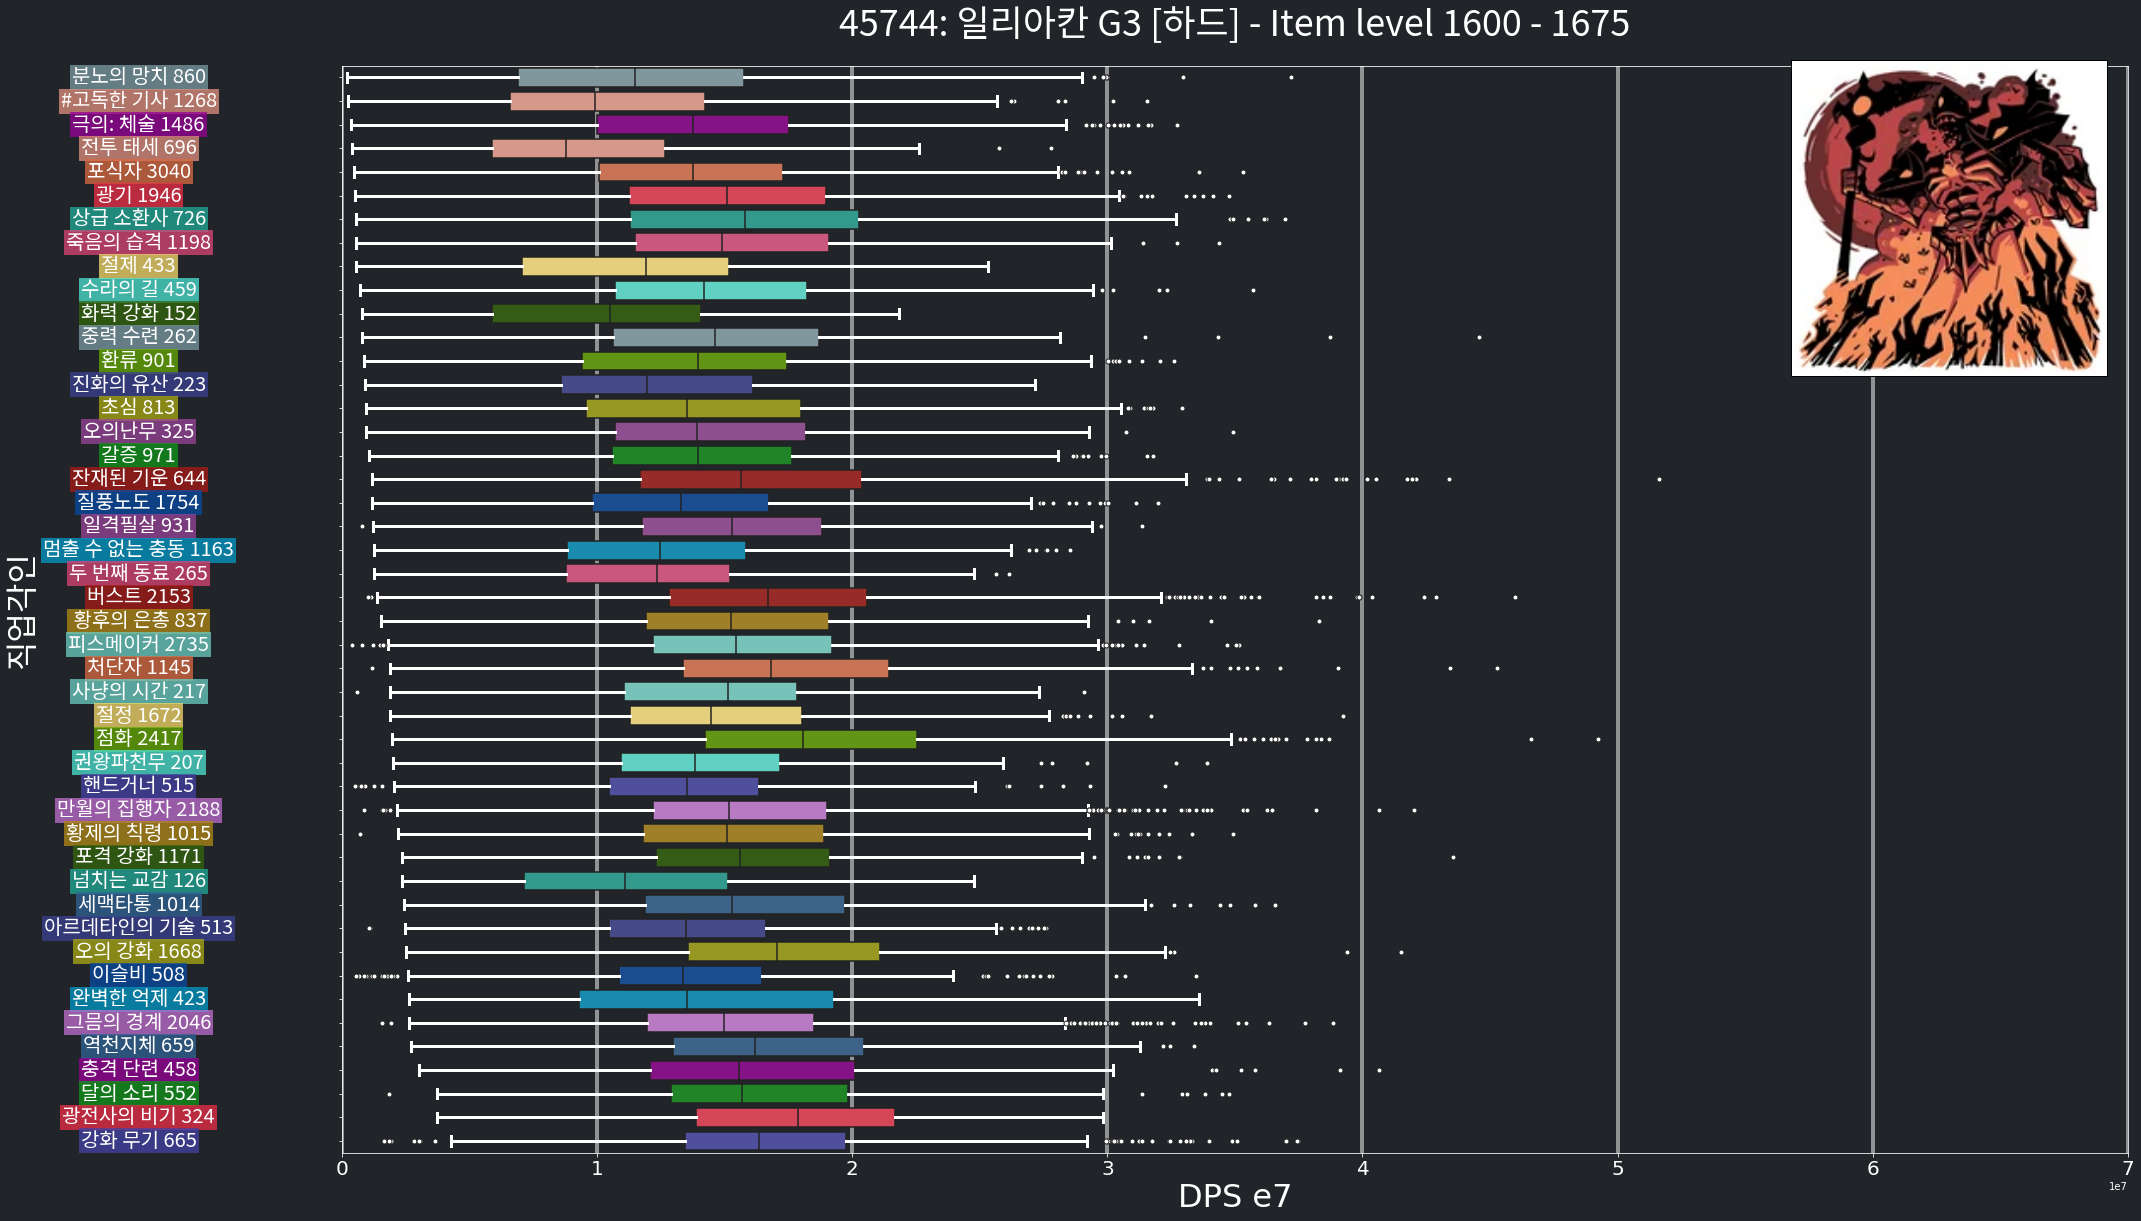 45744: 일리아칸 G3 [하드] - Item level 1600 - 1675
분노의 망치 860
#고독한 기사 1268
극의: 체술 1486
전투 태세 696
포식자 3040
광기 1946
상급 소환사 726
죽음의 습격 1198
절제 433
수라의 길 459
화력 강화 152
중력 수련 262
환류 901
진화의 유산 223
초심 813
오의난무 325
갈증 971
잔재된 기운 644
질풍노도 1754
일격필살 931
멈출 수 없는 충동 1163
두 번째 동료 265
버스트 2153
황후의 은총 837
피스메이커 2735
처단자 1145
사냥의 시간 217
절정 1672
점화 2417
권왕파천무 207
핸드거너 515
만월의 집행자 2188
황제의 칙령 1015
포격 강화 1171
넘치는 교감 126
세맥타통 1014
아르데타인의 기술 513
오의 강화 1668
이슬비 508
완벽한 억제 423
그믐의 경계 2046
역천지체 659
충격 단련 458
달의 소리 552
광전사의 비기 324
강화 무기 665
직업각인
0 1 2 3 4 5 6 7
1e7
DPS e7